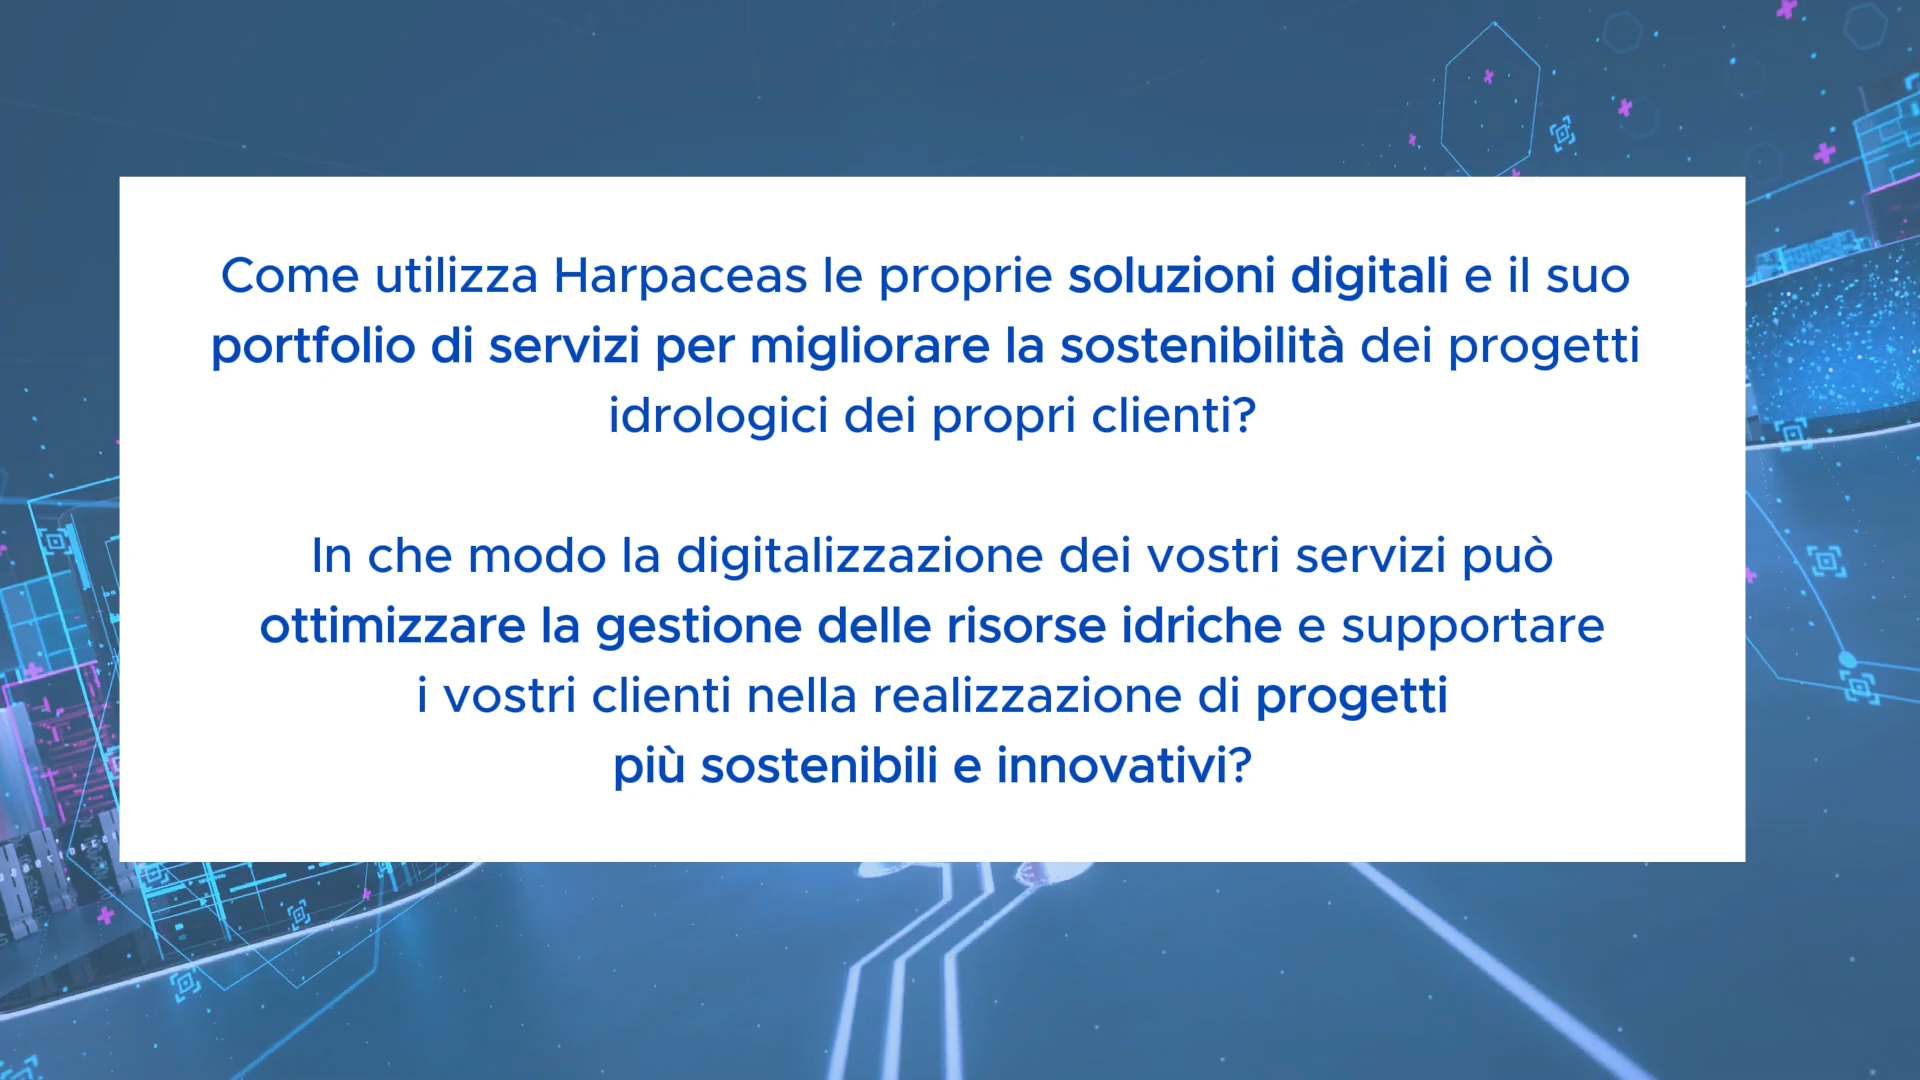 Come utilizza Harpaceas le proprie soluzioni digitali e il suo
portfolio di servizi per migliorare la sostenibilità dei progetti
idrologici dei propri clienti?
In che modo la digitalizzazione dei vostri servizi può
ottimizzare la gestione delle risorse idriche e supportare
i vostri clienti nella realizzazione di progetti
più sostenibili e innovativi?